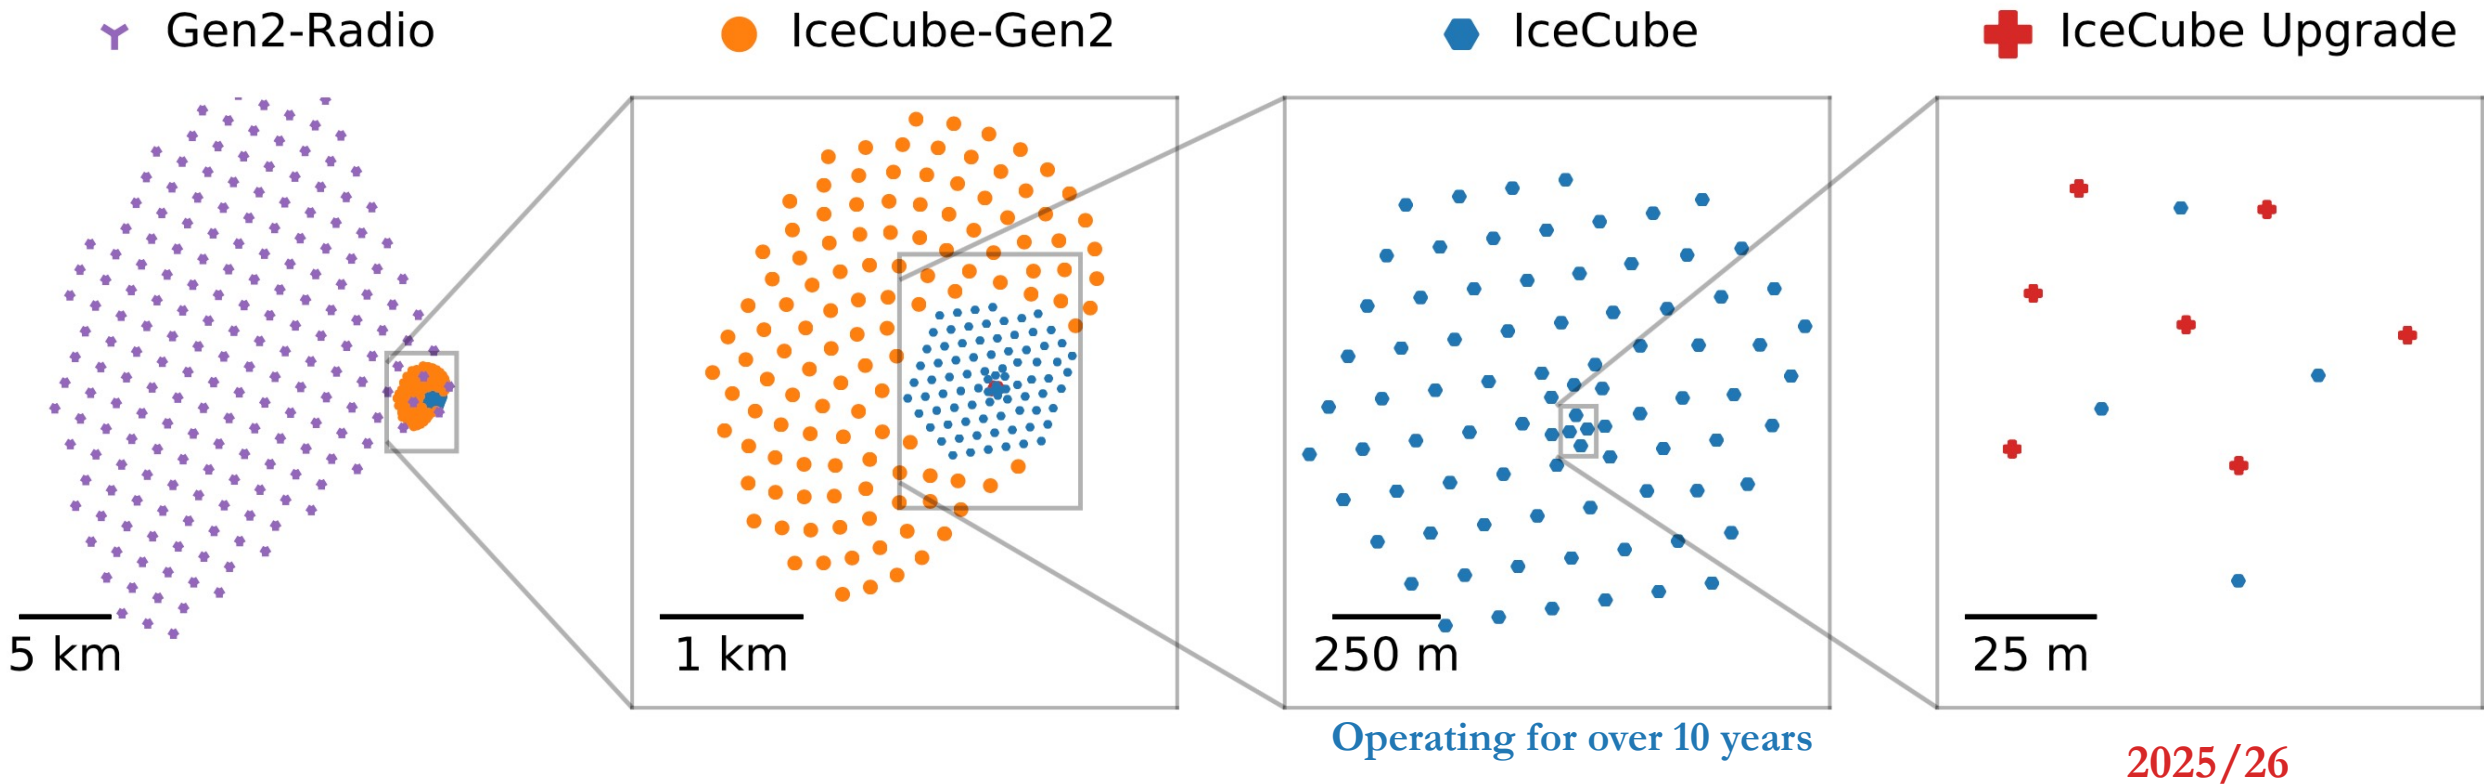 Gen2-Radio
IceCube-Gen2
IceCube
IceCube Upgrade
5 km
1 km
250 m
25 m
Operating for over 10 years
2025/26